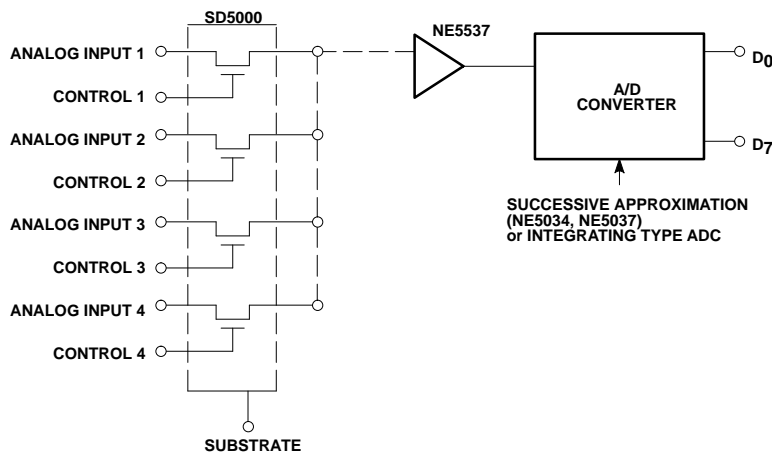 SD5000
NE5537
ANALOG INPUT 1
CONTROL 1
ANALOG INPUT 2
CONTROL 2
ANALOG INPUT 3
CONTROL 3
ANALOG INPUT 4
CONTROL 4
SUBSTRATE
A/D
CONVERTER
D0
D7
SUCCESSIVE APPROXIMATION
(NE5034, NE5037)
or INTEGRATING TYPE ADC